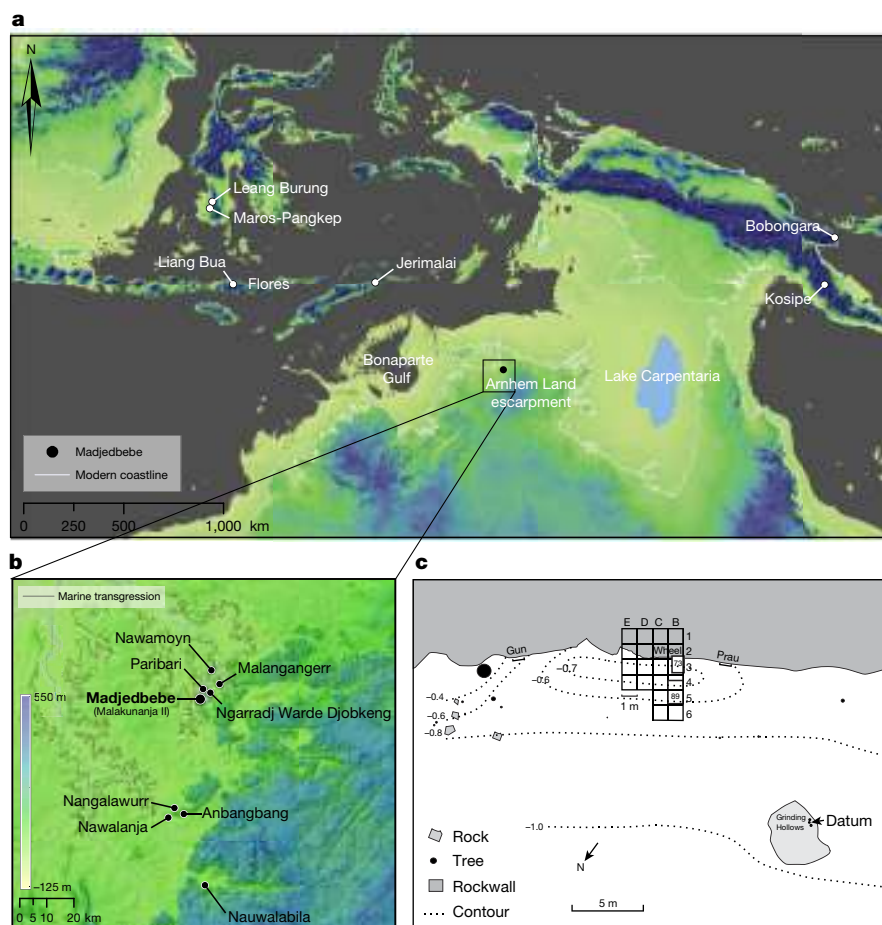 a
N
Leang Burung
Maros-Pangkep
Bobongara
Liang Bua
Flores
Jerimalai
Kosipe
Bonaparte
Gulf
Arnhem Land
escarpment
Lake Carpentaria
Madjedbebe
Modern coastline
0 250 500 1,000 km
b
Marine transgression
Nawamoyn
Paribari
Malangangerr
Madjedbebe
(Malakunanja II)
Ngarradj Warde Djobkeng
550 m
Nangalawurr
Anbangbang
Nawalanja
–125 m
0 5 10 20 km
Nauwalabila
c
E D C B
1
Gun
Wheel
2
Prau
–0.7
73
3
–0.6
4
–0.4
89
5
–0.6
1 m
6
–0.8
Grinding
Hollows
Datum
–1.0
Rock
Tree
N
Rockwall
Contour
5 m